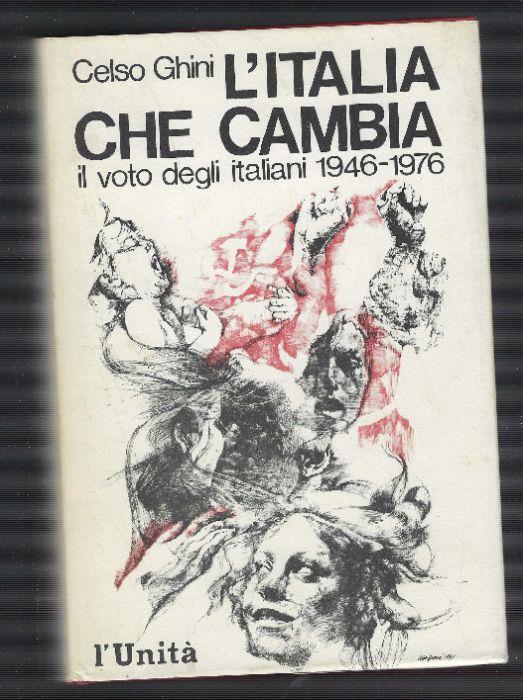 Celso Ghini L'ITALIA
CHE CAMBIA
il voto degli italiani 1946-1976
l'Unità